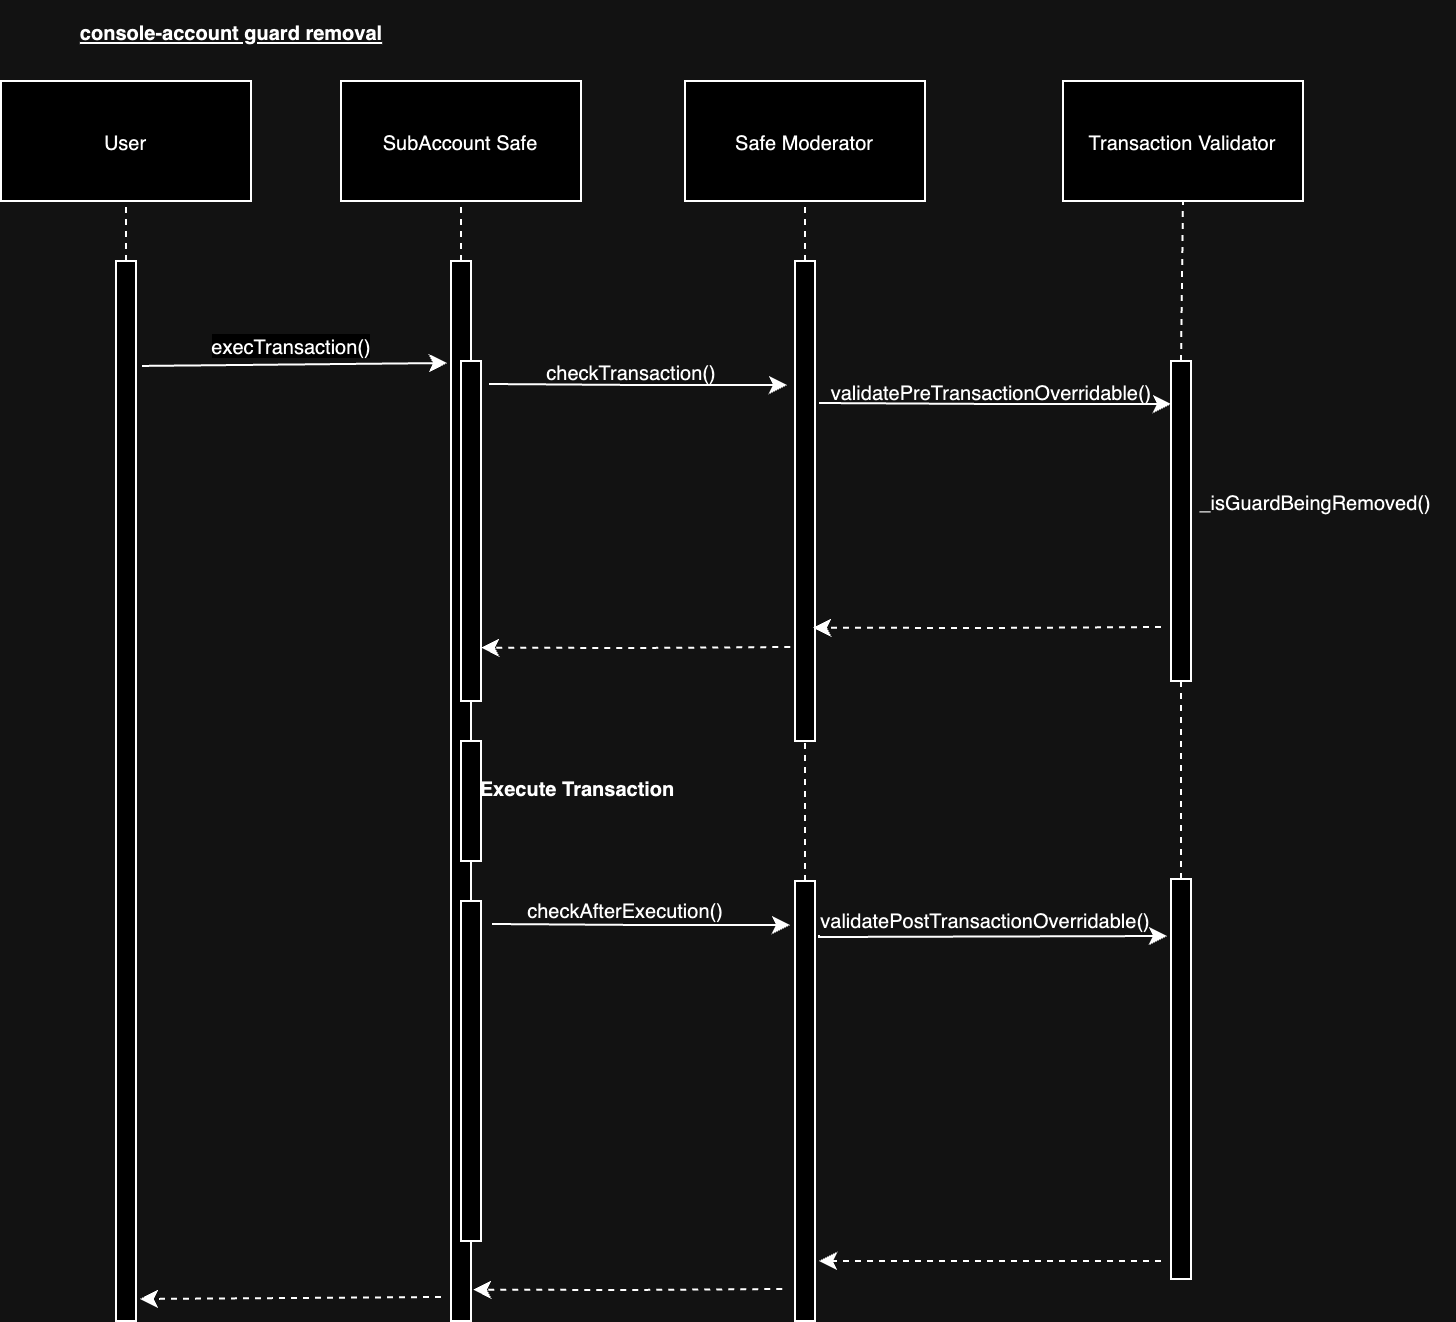 console-account guard removal
User
SubAccount Safe
Safe Moderator
Transaction Validator
execTransaction()
checkTransaction()
validatePreTransactionOverridable()
_isGuardBeingRemoved()
Execute Transaction
checkAfterExecution()
validatePostTransactionOverridable()